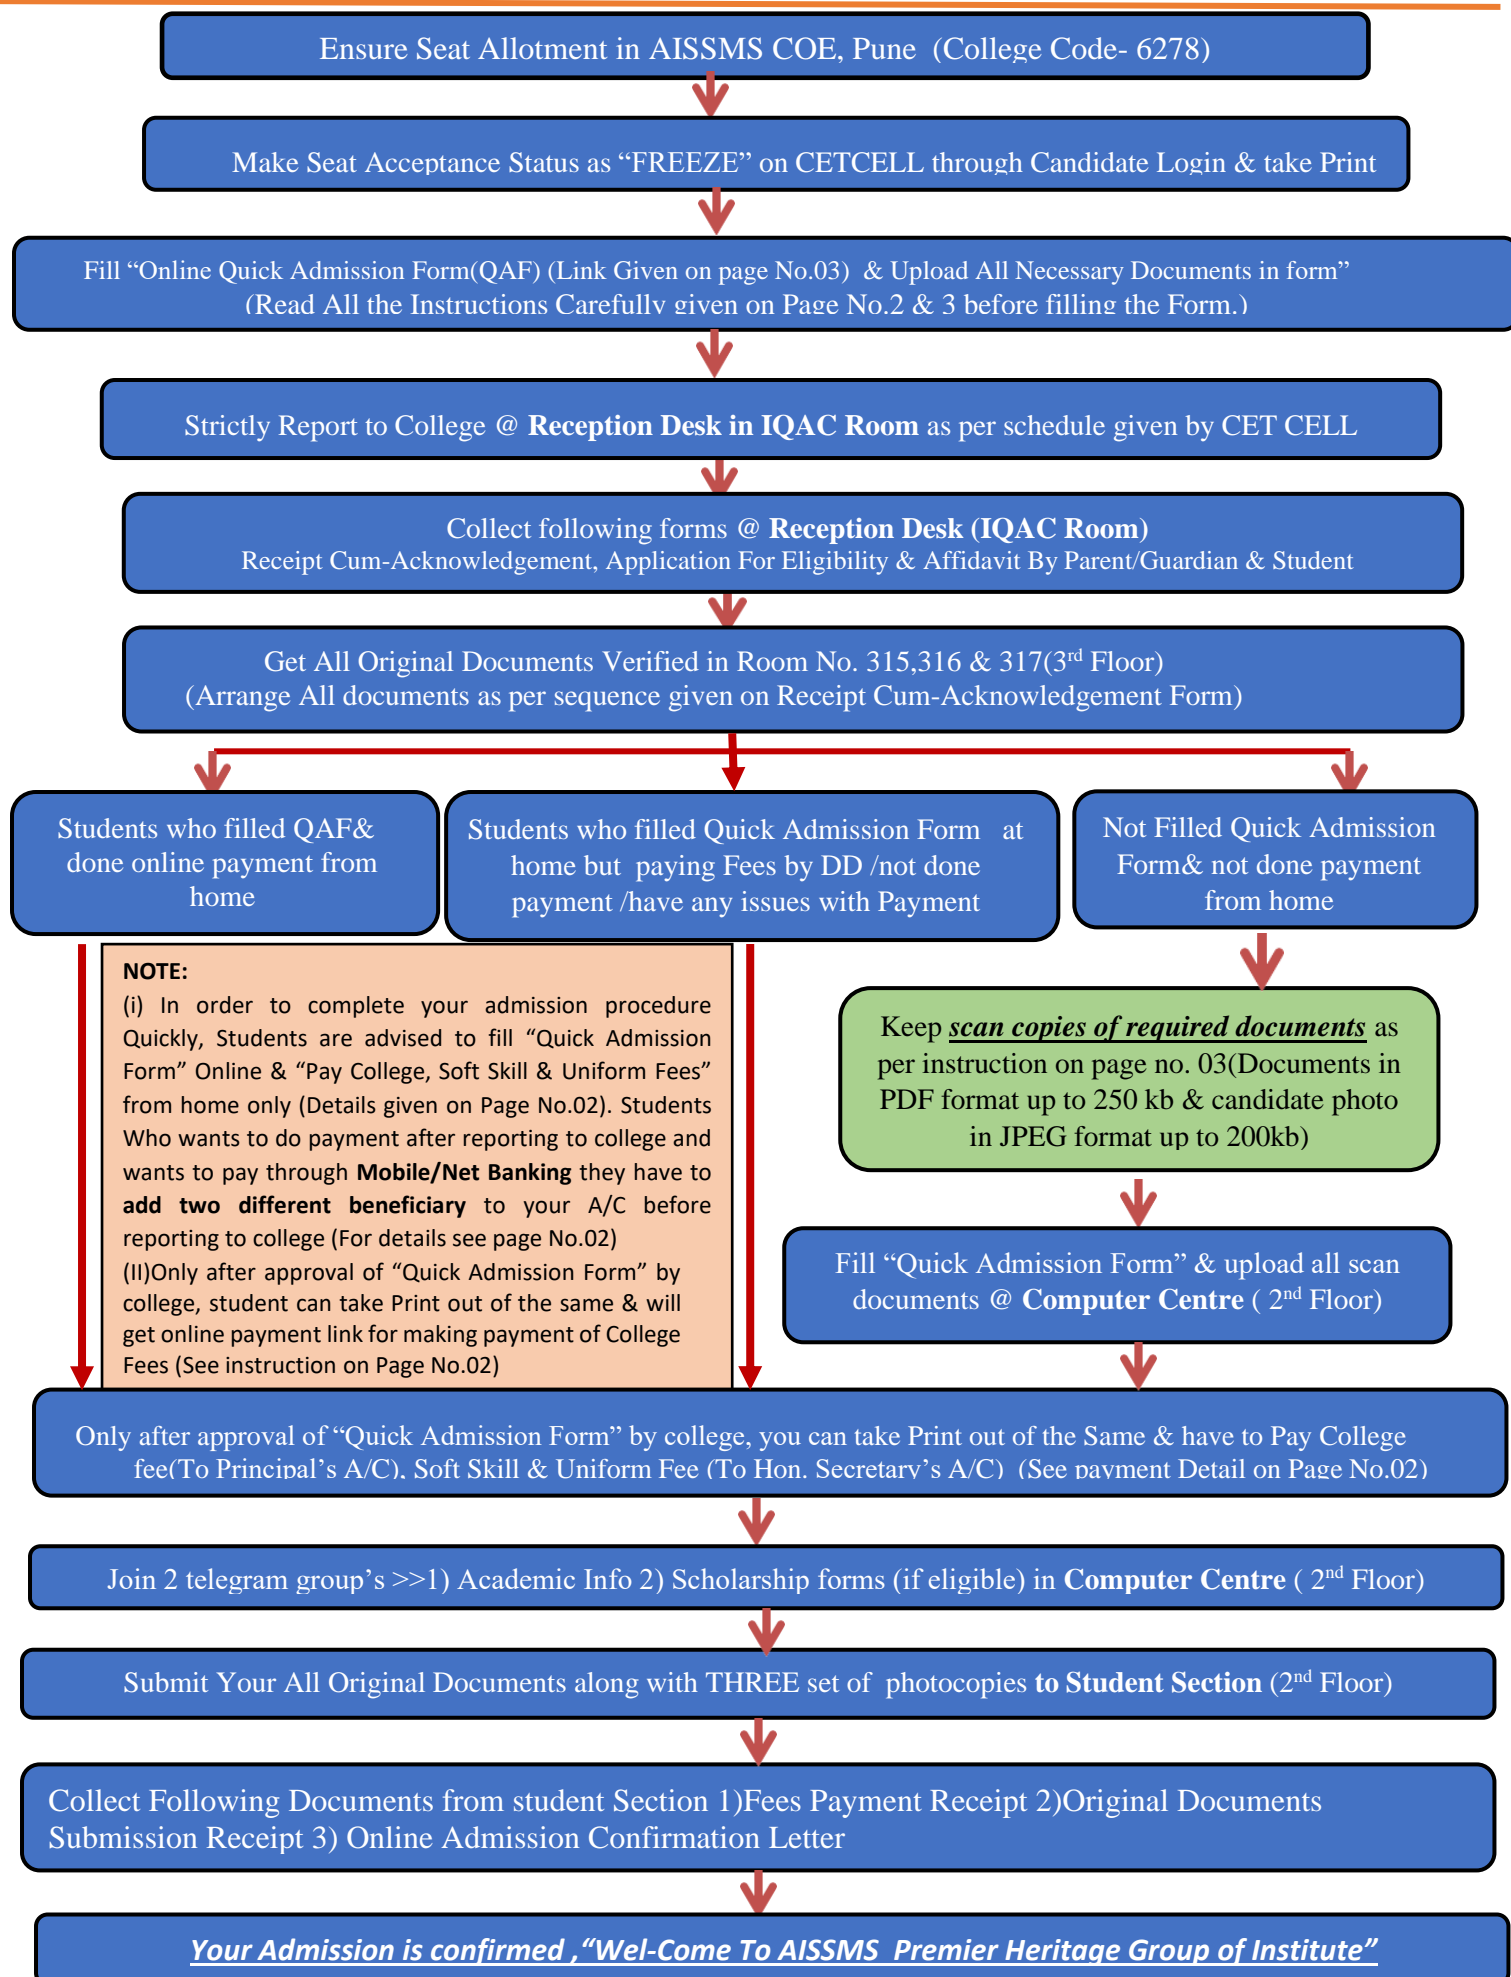 Ensure Seat Allotment in AISSMS COE, Pune (College Code- 6278)
Make Seat Acceptance Status as “FREEZE” on CETCELL through Candidate Login & take Print
Fill “Online Quick Admission Form(QAF) (Link Given on page No.03) & Upload All Necessary Documents in form”
(Read All the Instructions Carefully given on Page No.2 & 3 before filling the Form.)
Strictly Report to College @ Reception Desk in IQAC Room as per schedule given by CET CELL
Collect following forms @ Reception Desk (IQAC Room)
Receipt Cum-Acknowledgement, Application For Eligibility & Affidavit By Parent/Guardian & Student
Get All Original Documents Verified in Room No. 315,316 & 317(3rd Floor)
(Arrange All documents as per sequence given on Receipt Cum-Acknowledgement Form)
Students who filled QAF&
done online payment from
home
Students who filled Quick Admission Form at
home but paying Fees by DD /not done
payment /have any issues with Payment
Not Filled Quick Admission
Form& not done payment
from home
NOTE:
(i) In order to complete your admission procedure
Quickly, Students are advised to fill “Quick Admission
Form” Online & “Pay College, Soft Skill & Uniform Fees”
from home only (Details given on Page No.02). Students
Who wants to do payment after reporting to college and
wants to pay through Mobile/Net Banking they have to
add two different beneficiary to your A/C before
reporting to college (For details see page No.02)
(II)Only after approval of “Quick Admission Form” by
college, student can take Print out of the same & will
get online payment link for making payment of College
Fees (See instruction on Page No.02)
Keep scan copies of required documents as
per instruction on page no. 03(Documents in
PDF format up to 250 kb & candidate photo
in JPEG format up to 200kb)
Fill “Quick Admission Form” & upload all scan
documents @ Computer Centre ( 2nd Floor)
Only after approval of “Quick Admission Form” by college, you can take Print out of the Same & have to Pay College
fee(To Principal’s A/C), Soft Skill & Uniform Fee (To Hon. Secretary’s A/C) (See payment Detail on Page No.02)
Join 2 telegram group’s >>1) Academic Info 2) Scholarship forms (if eligible) in Computer Centre ( 2nd Floor)
Submit Your All Original Documents along with THREE set of photocopies to Student Section (2nd Floor)
Collect Following Documents from student Section 1)Fees Payment Receipt 2)Original Documents
Submission Receipt 3) Online Admission Confirmation Letter
Your Admission is confirmed ,“Wel-Come To AISSMS Premier Heritage Group of Institute”